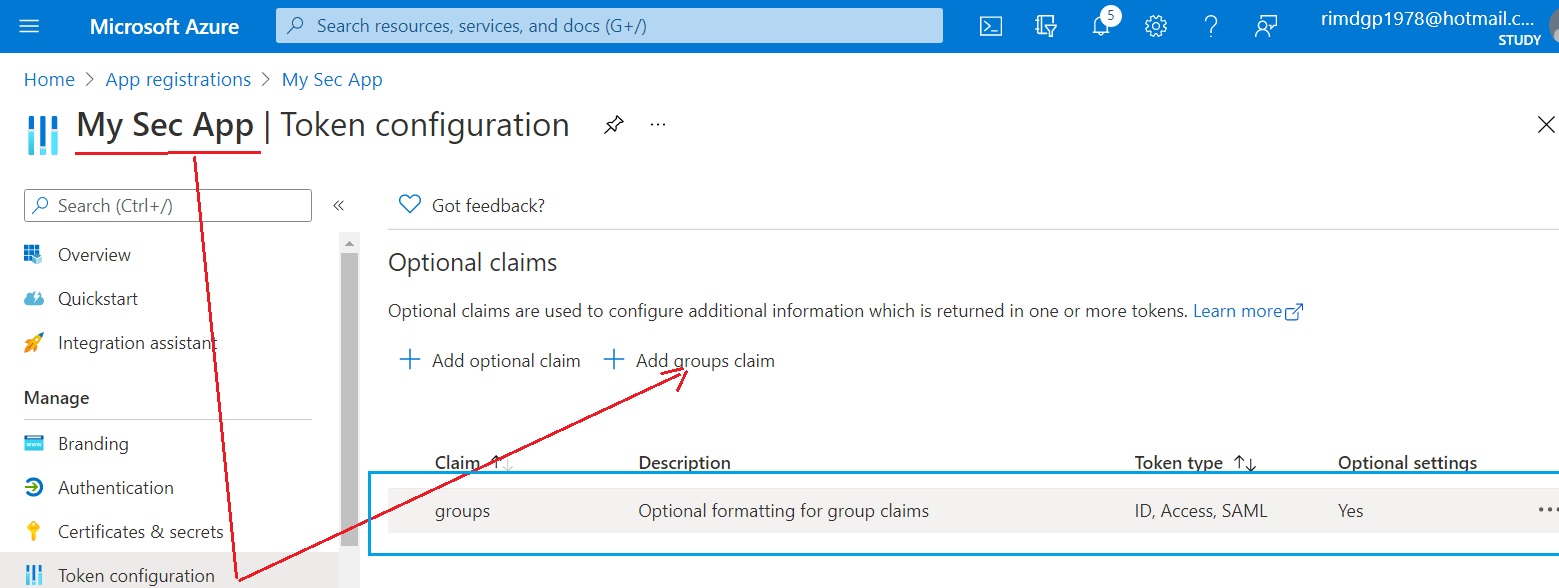 Microsoft Azure
Search resources, services, and docs (G+/)
5
rimdgp1978@hotmail.c...
STUDY
Home > App registrations > My Sec App
My Sec App | Token configuration
Search (Ctrl+/)
Got feedback?
Overview
Quickstart
Integration assistant
Manage
Branding
Authentication
Certificates & secrets
Token configuration
Optional claims
Optional claims are used to configure additional information which is returned in one or more tokens. Learn more
Add optional claim
Add groups claim
Claim Description Token type Optional settings
groups Optional formatting for group claims ID, Access, SAML Yes